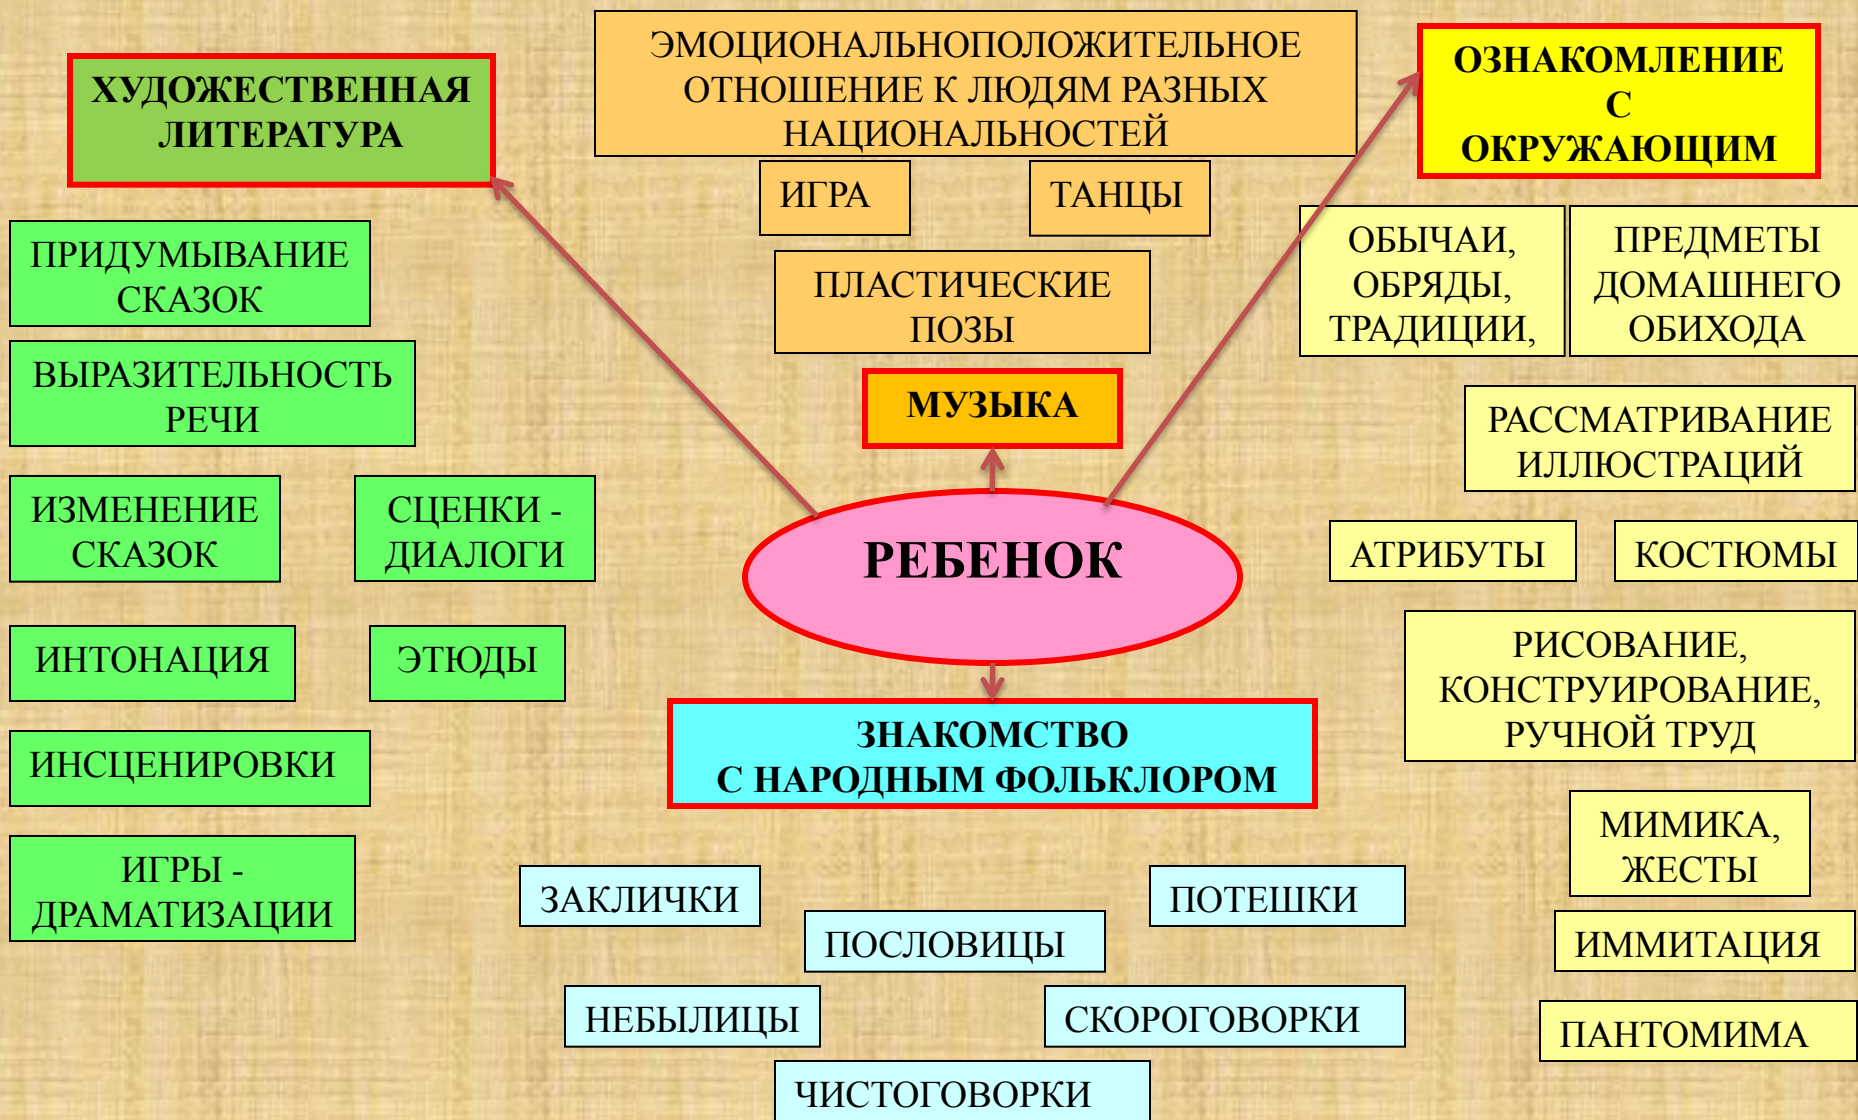 ХУДОЖЕСТВЕННАЯ
ЛИТЕРАТУРА
ПРИДУМЫВАНИЕ
СКАЗОК
ВЫРАЗИТЕЛЬНОСТЬ
РЕЧИ
ИЗМЕНЕНИЕ
СКАЗОК
СЦЕНКИ -
ДИАЛОГИ
ИНТОНАЦИЯ
ЭТЮДЫ
ИНСЦЕНИРОВКИ
ИГРЫ -
ДРАМАТИЗАЦИИ
ЭМОЦИОНАЛЬНОПОЛОЖИТЕЛЬНОЕ
ОТНОШЕНИЕ К ЛЮДЯМ РАЗНЫХ
НАЦИОНАЛЬНОСТЕЙ
ИГРА
ТАНЦЫ
ПЛАСТИЧЕСКИЕ
ПОЗЫ
МУЗЫКА
РЕБЕНОК
ЗНАКОМСТВО
С НАРОДНЫМ ФОЛЬКЛОРОМ
ЗАКЛИЧКИ
ПОТЕШКИ
ПОСЛОВИЦЫ
НЕБЫЛИЦЫ
СКОРОГОВОРКИ
ЧИСТОГОВОРКИ
ОЗНАКОМЛЕНИЕ
С
ОКРУЖАЮЩИМ
ОБЫЧАИ,
ОБРЯДЫ,
ТРАДИЦИИ,
ПРЕДМЕТЫ
ДОМАШНЕГО
ОБИХОДА
РАССМАТРИВАНИЕ
ИЛЛЮСТРАЦИЙ
АТРИБУТЫ
КОСТЮМЫ
РИСОВАНИЕ,
КОНСТРУИРОВАНИЕ,
РУЧНОЙ ТРУД
МИМИКА,
ЖЕСТЫ
ИММИТАЦИЯ
ПАНТОМИМА